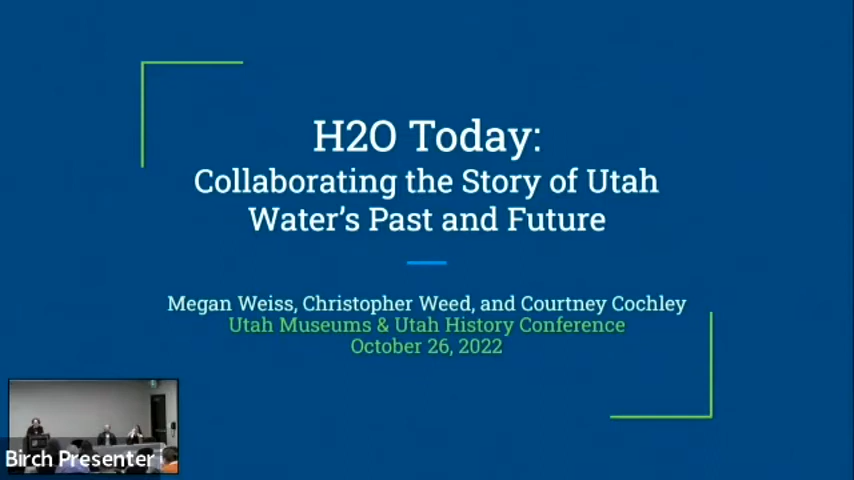 H2O Today:
Collaborating the Story of Utah
Water's Past and Future
Megan Weiss, Christopher Weed, and Courtney Cochley
Utah Museums & Utah History Conference
October 26, 2022
Birch Presenter